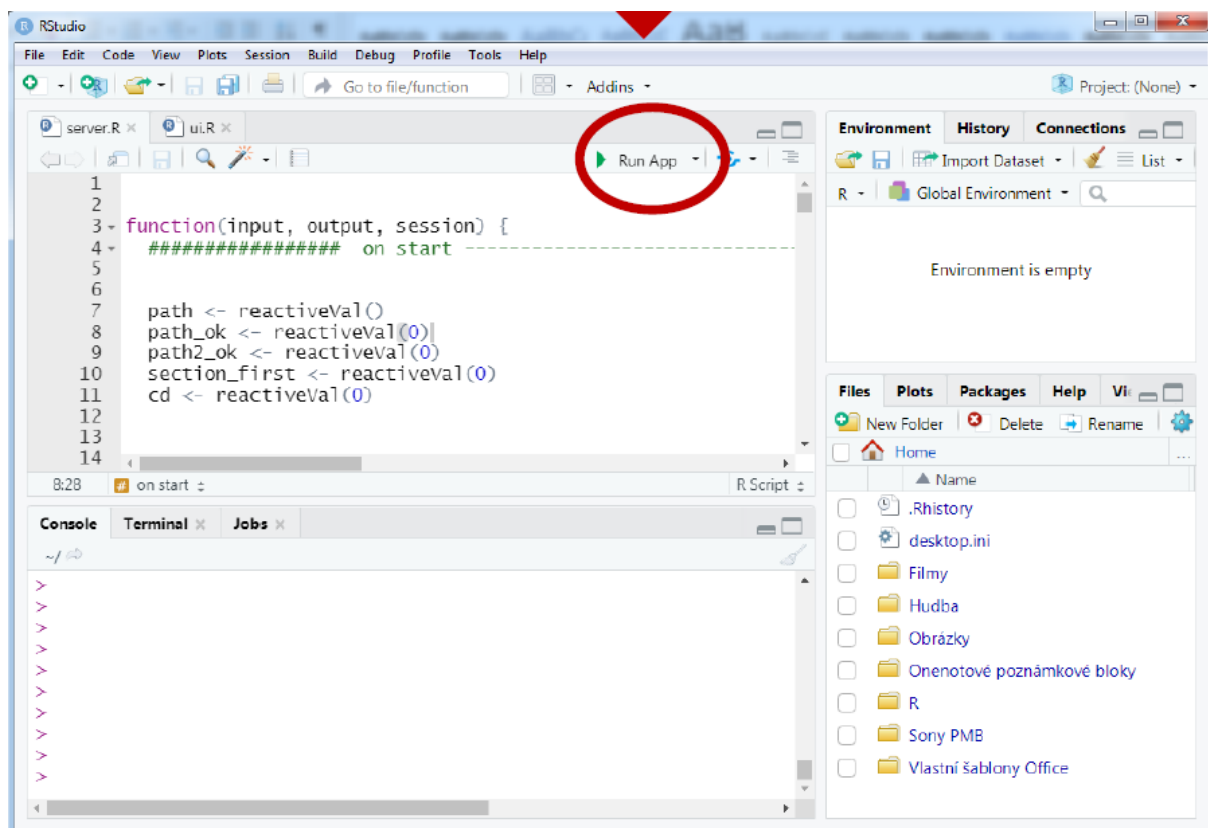 RStudio
File Edit Code View Plots Session Build Debug Profile Tools Help
Go to file/function Addins Project: (None)
server.R ui.R
Run App
1
2
3 function(input, output, session) {
4 ################# on start -----------------------------
5
6
7 path <- reactiveVal()
8 path_ok <- reactiveVal(0)
9 path2_ok <- reactiveVal(0)
10 section_first <- reactiveVal(0)
11 cd <- reactiveVal(0)
12
13
14
8:28 # on start R Script
Console Terminal Jobs
~/
>
>
>
>
>
>
>
>
>
>
Environment History Connections
Import Dataset List
R Global Environment
Environment is empty
Files Plots Packages Help
New Folder Delete Rename
Home ...
Name
.Rhistory
desktop.ini
Filmy
Hudba
Obrázky
Onenotové poznámkové bloky
R
Sony PMB
Vlastní šablony Office